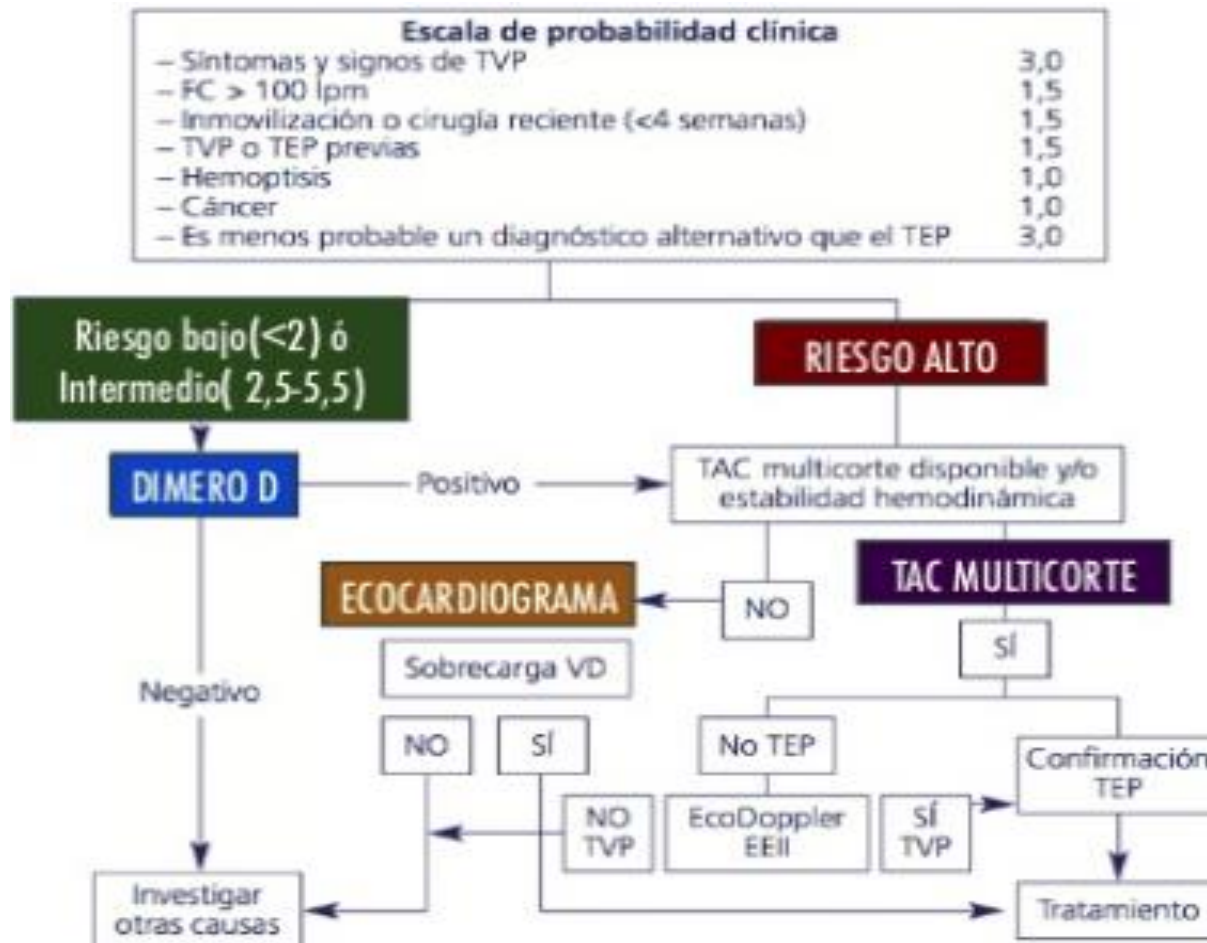 Escala de probabilidad clínica
– Síntomas y signos de TVP 3,0
– FC > 100 lpm 1,5
– Inmovilización o cirugía reciente (<4 semanas) 1,5
– TVP o TEP previas 1,5
– Hemoptisis 1,0
– Cáncer 1,0
– Es menos probable un diagnóstico alternativo que el TEP 3,0
Riesgo bajo(<2) ó
Intermedio( 2,5-5,5)
RIESGO ALTO
DIMERO D
Positivo
TAC multicorte disponible y/o
estabilidad hemodinámica
ECOCARDIOGRAMA
NO
TAC MULTICORTE
SÍ
Sobrecarga VD
Negativo
NO
SÍ
No TEP
Confirmación
TEP
NO
TVP
EcoDoppler
EEII
SÍ
TVP
Investigar
otras causas
Tratamiento